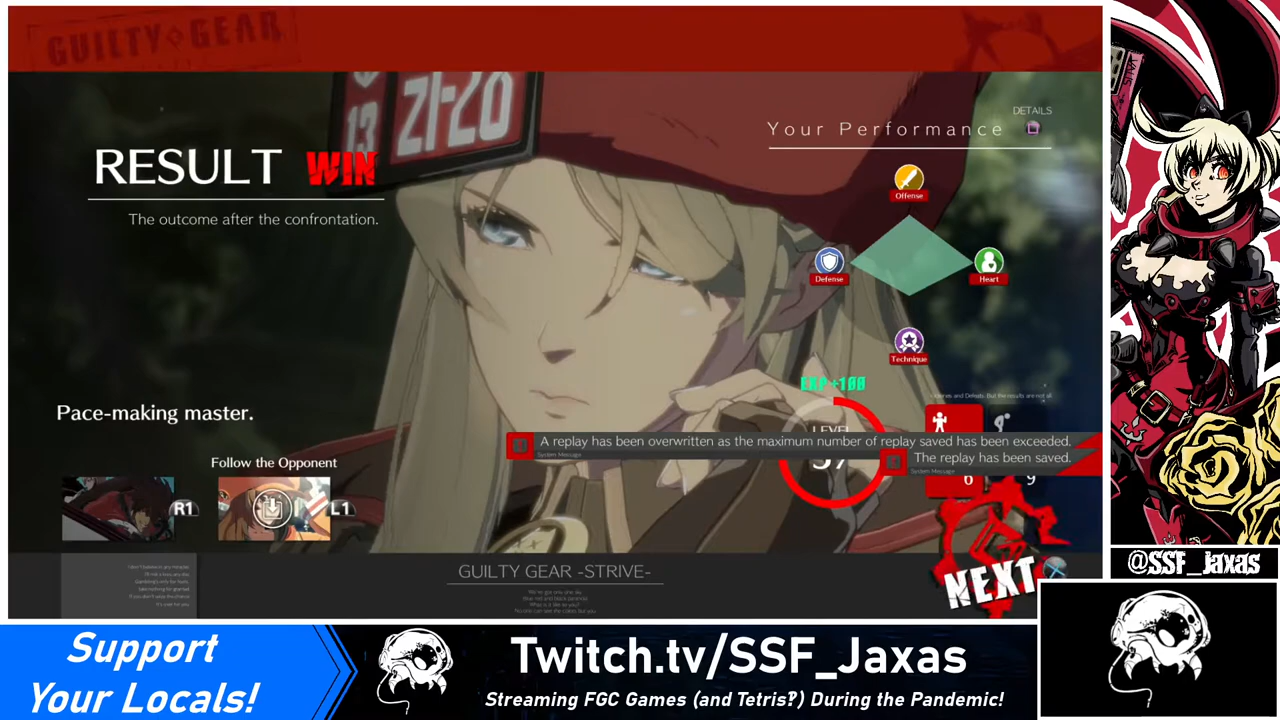 GUILTY GEAR
13
21-20
DETAILS
Your Performance
RESULT WIN
The outcome after the confrontation.
Offense
Defense
Heart
Technique
EXP +100
Pace-making master.
LEVEL
57
A replay has been overwritten as the maximum number of replay saved has been exceeded.
System Message
The replay has been saved.
System Message
6
9
Follow the Opponent
R1
L1
GUILTY GEAR -STRIVE-
NEXT
@SSF_Jaxas
Support
Your Locals!
Twitch.tv/SSF_Jaxas
Streaming FGC Games (and Tetris?) During the Pandemic!